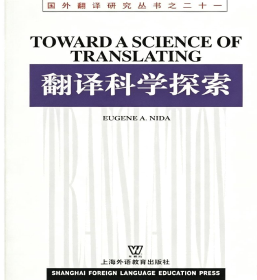 国外翻译研究丛书之二十一
TOWARD A SCIENCE OF
TRANSLATING
翻译科学探索
EUGENE A. NIDA
上海外语教育出版社
SHANGHAI FOREIGN LANGUAGE EDUCATION PRESS